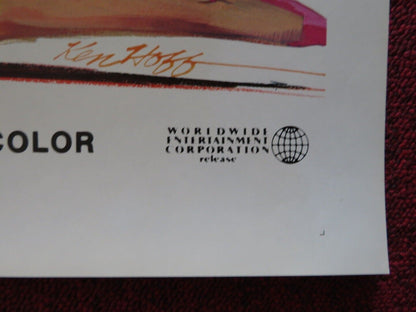 Ken Hoff
COLOR
WORLDWIDE
ENTERTAINMENT
CORPORATION
release